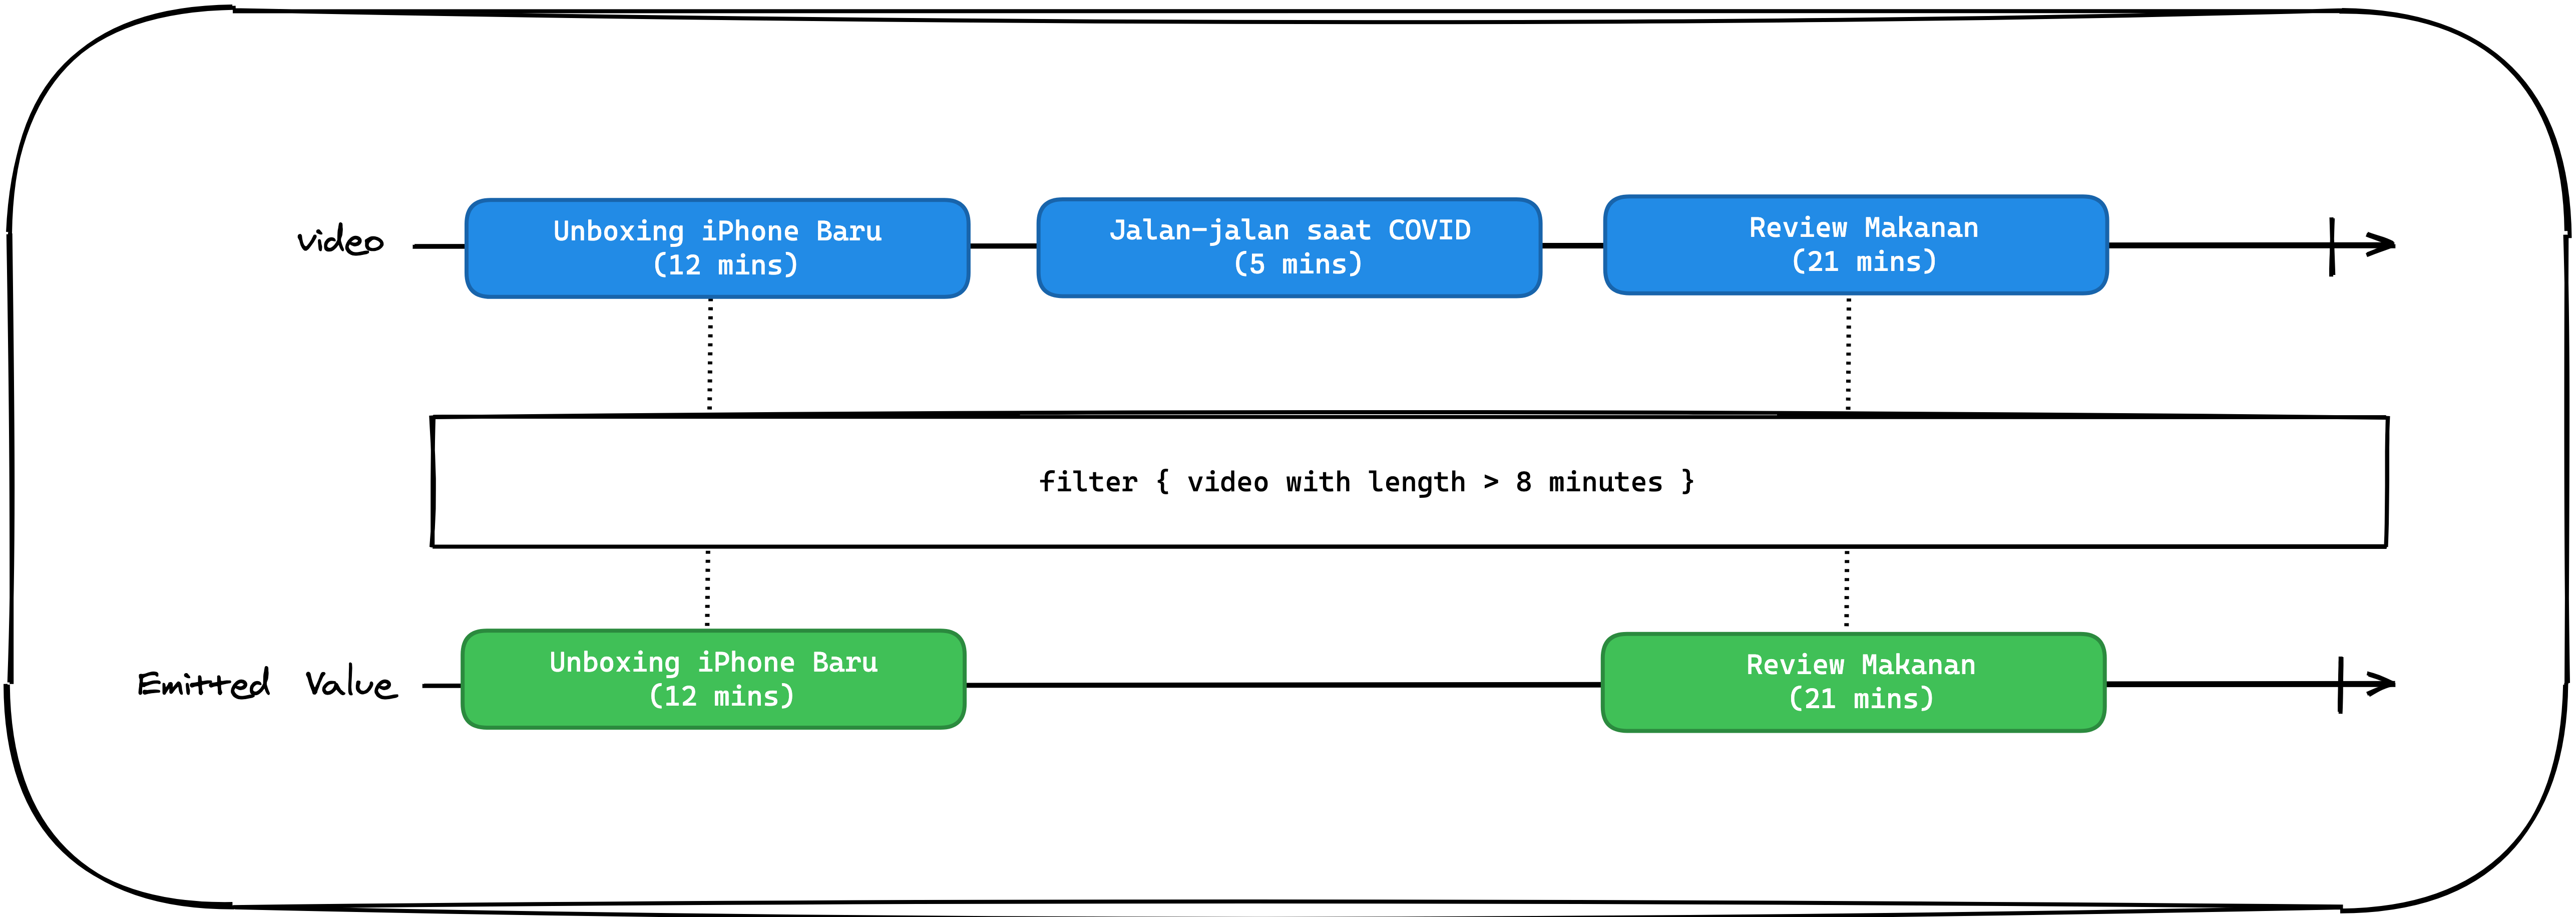 video
Unboxing iPhone Baru
(12 mins)
Jalan-jalan saat COVID
(5 mins)
Review Makanan
(21 mins)
filter { video with length > 8 minutes }
Emitted Value
Unboxing iPhone Baru
(12 mins)
Review Makanan
(21 mins)